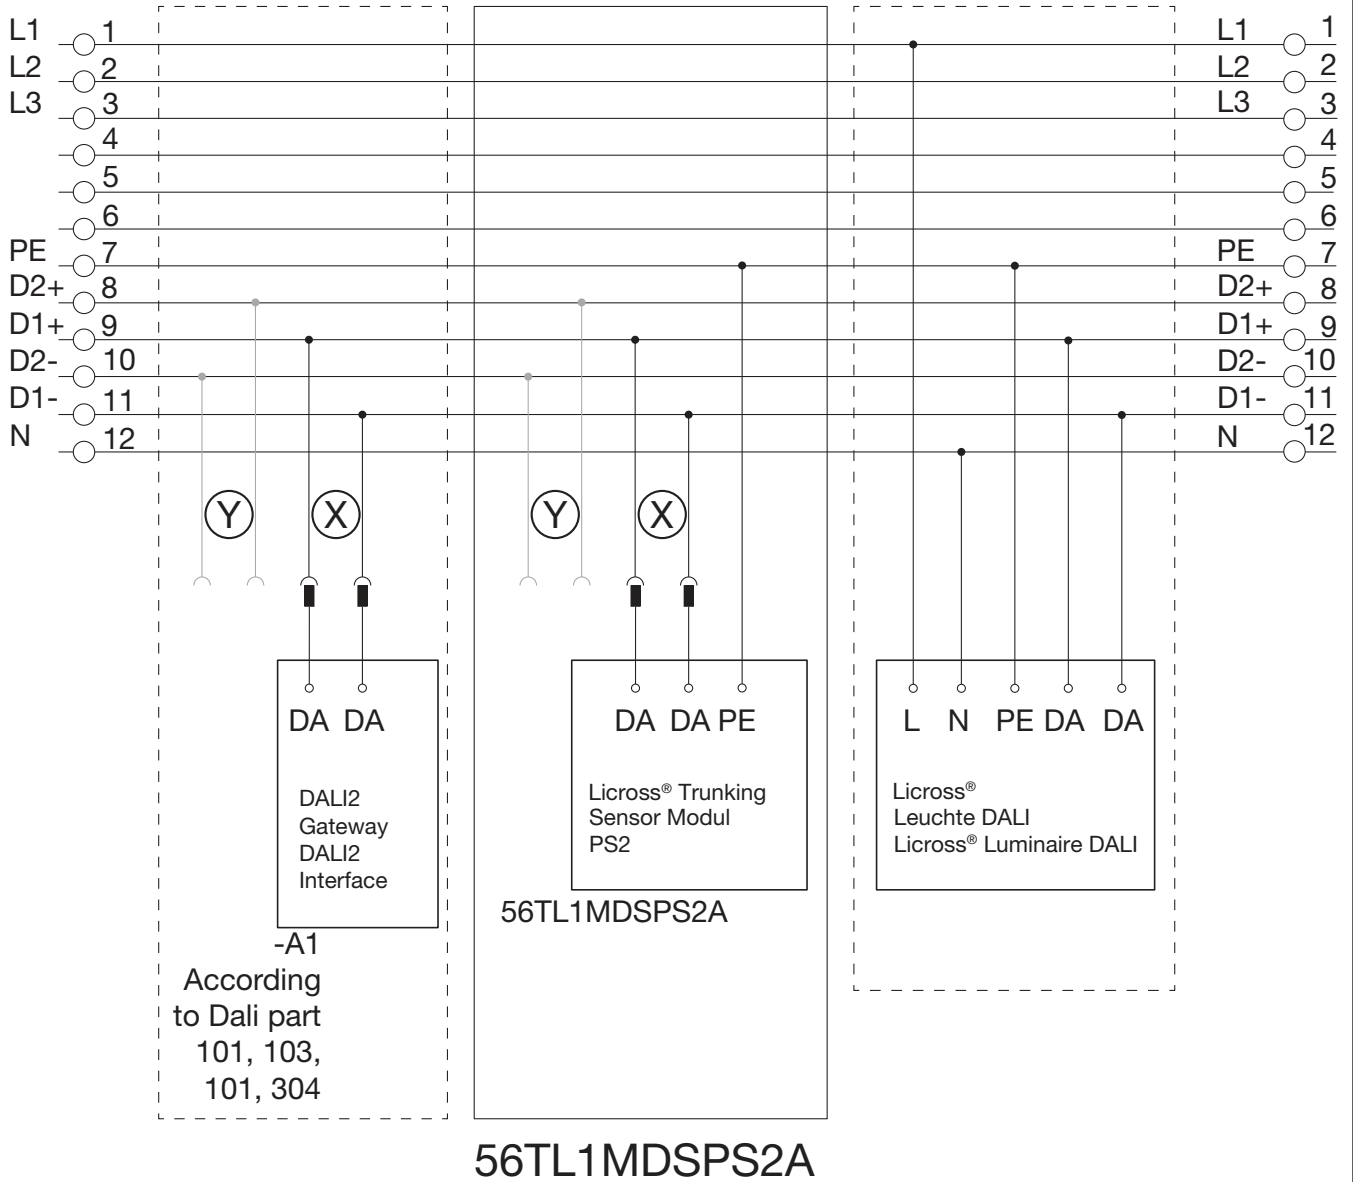 L1 1 L1 1
L2 2 L2 2
L3 3 L3 3
4 4
5 5
6 6
PE 7 PE 7
D2+ 8 D2+ 8
D1+ 9 D1+ 9
D2- 10 D2- 10
D1- 11 D1- 11
N 12 N 12
Y X Y X
DA DA
DALI2
Gateway
DALI2
Interface
-A1
According
to Dali part
101, 103,
101, 304
DA DA PE
Licross® Trunking
Sensor Modul
PS2
56TL1MDSPS2A
L N PE DA DA
Licross®
Leuchte DALI
Licross® Luminaire DALI
56TL1MDSPS2A